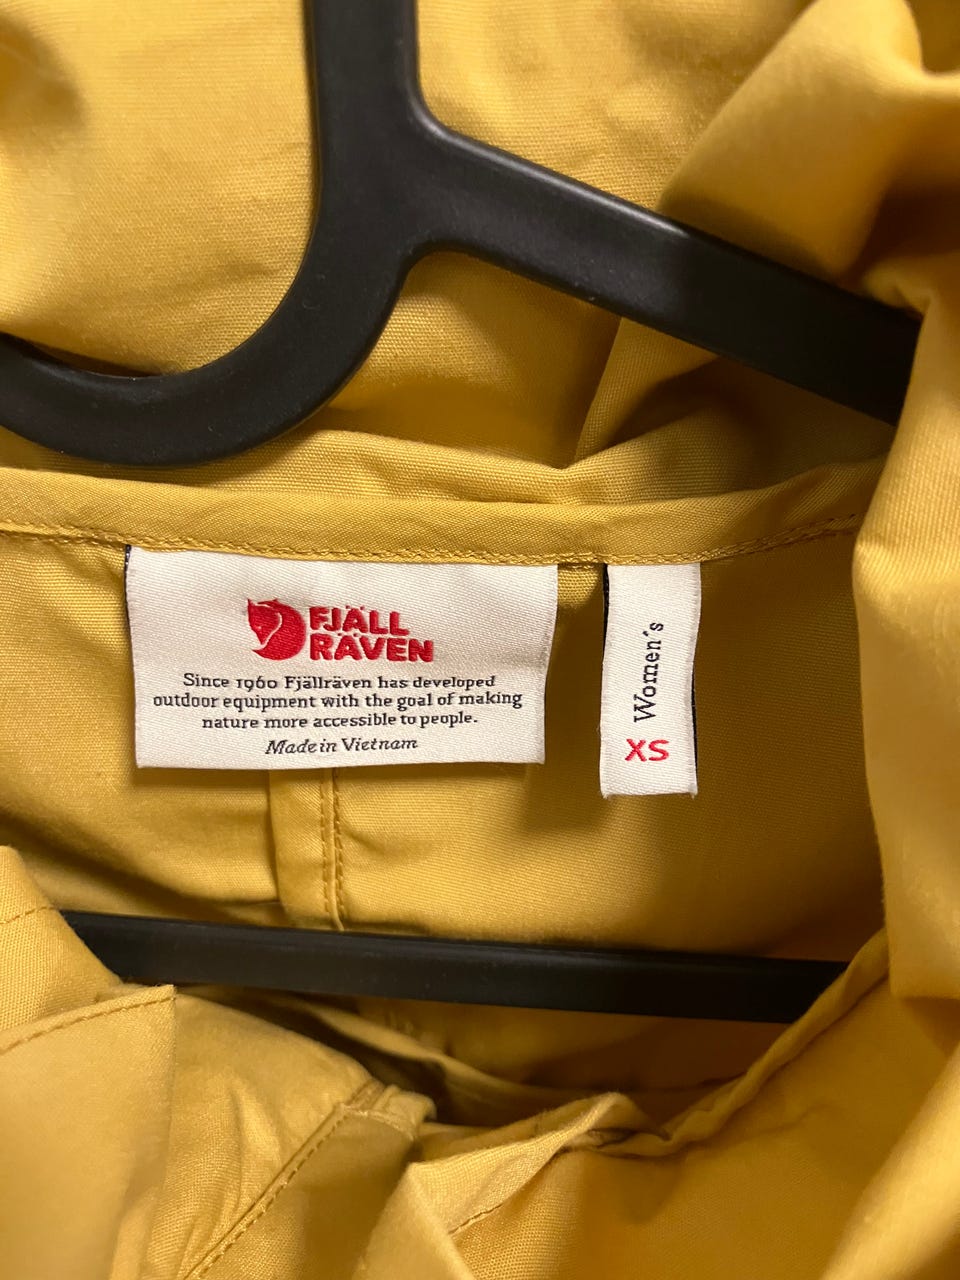 FJÄLL
RÄVEN
Since 1960 Fjällräven has developed
outdoor equipment with the goal of making
nature more accessible to people.
Made in Vietnam
Women´s
XS